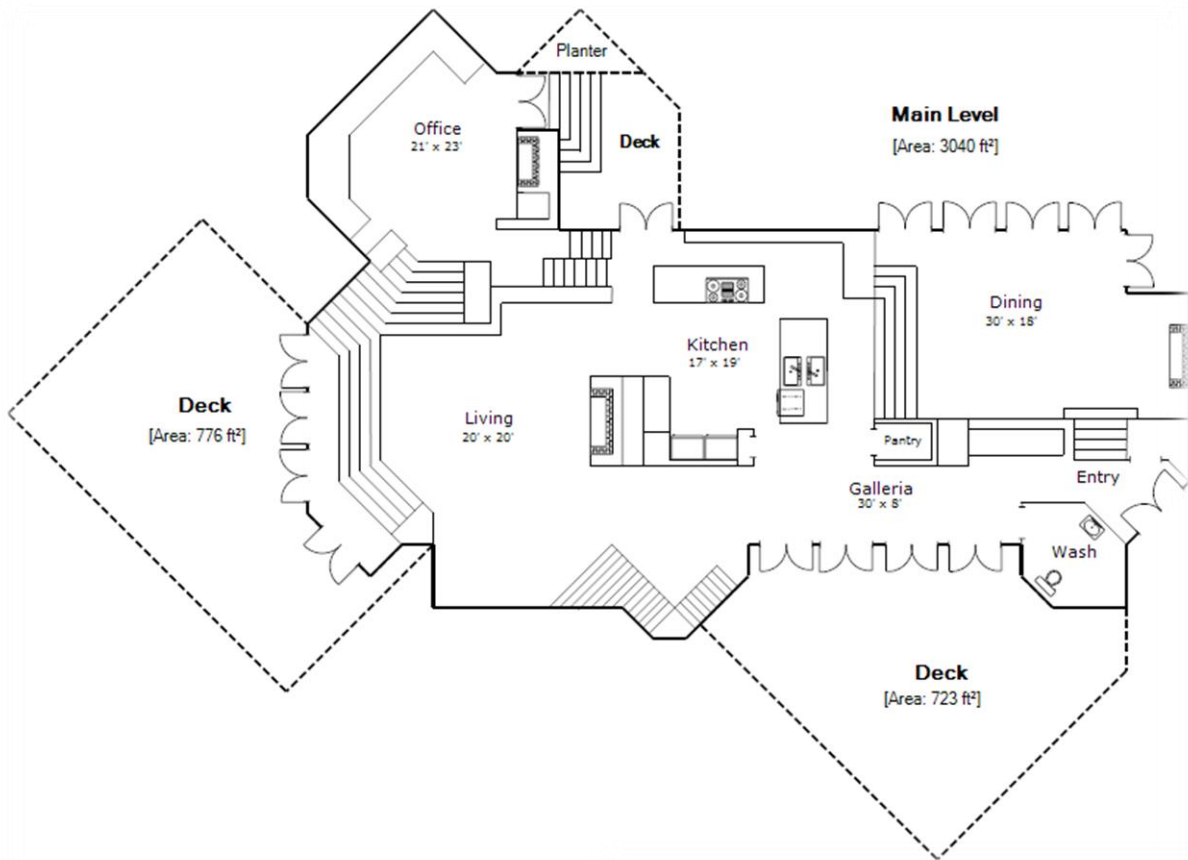 Planter
Main Level
[Area: 3040 ft²]
Office
21' x 23'
Deck
Dining
30' x 18'
Kitchen
17' x 19'
Deck
[Area: 776 ft²]
Living
20' x 20'
Pantry
Entry
Galleria
30' x 8'
Wash
Deck
[Area: 723 ft²]